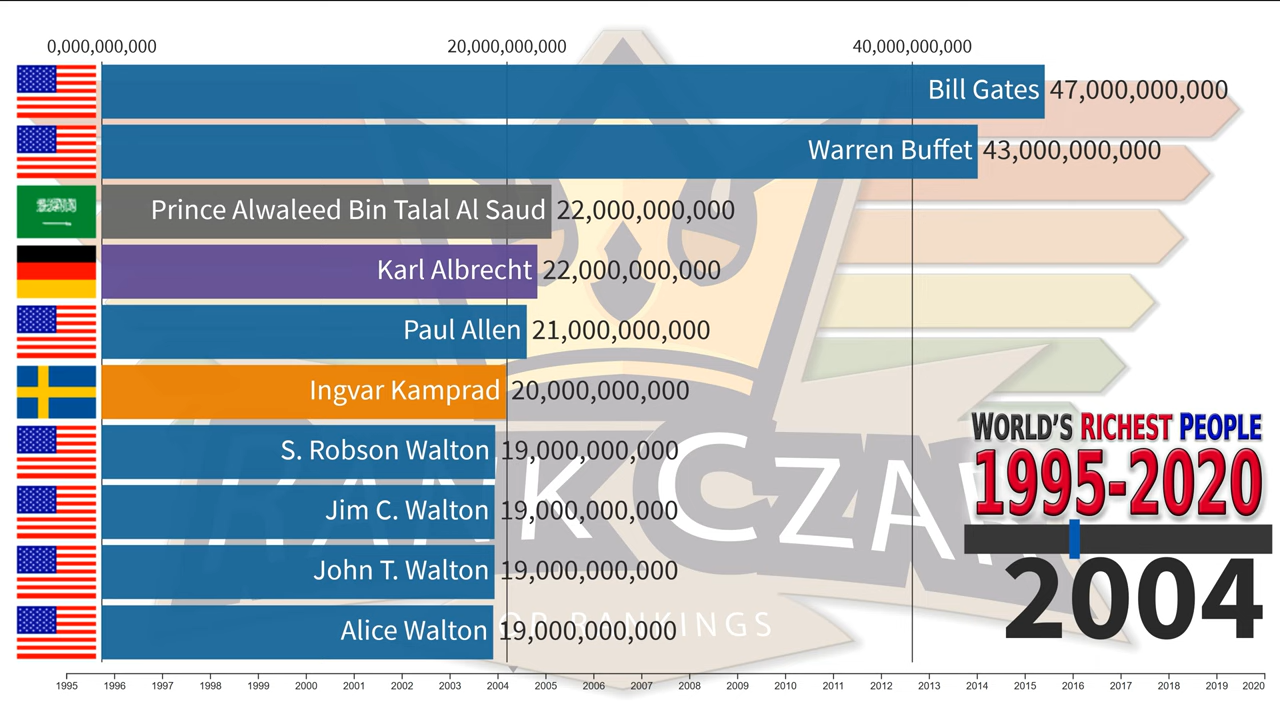 0,000,000,000 20,000,000,000 40,000,000,000
Bill Gates 47,000,000,000
Warren Buffet 43,000,000,000
Prince Alwaleed Bin Talal Al Saud 22,000,000,000
Karl Albrecht 22,000,000,000
Paul Allen 21,000,000,000
Ingvar Kamprad 20,000,000,000
S. Robson Walton 19,000,000,000
Jim C. Walton 19,000,000,000
John T. Walton 19,000,000,000
Alice Walton 19,000,000,000
RANK CZAR
RANKINGS
WORLD'S RICHEST PEOPLE
1995-2020
2004
1995 1996 1997 1998 1999 2000 2001 2002 2003 2004 2005 2006 2007 2008 2009 2010 2011 2012 2013 2014 2015 2016 2017 2018 2019 2020